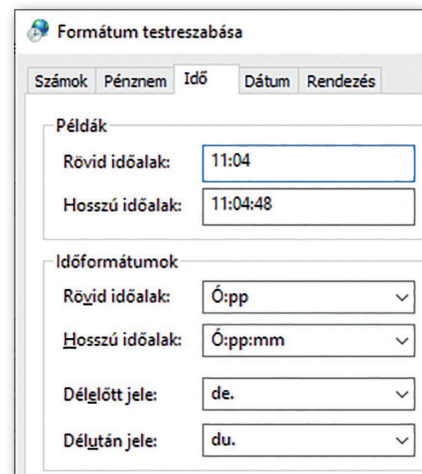 Formátum testreszabása
Számok Pénznem Idő Dátum Rendezés
Példák
Rövid időalak: 11:04
Hosszú időalak: 11:04:48
Időformátumok
Rövid időalak: Ó:pp
Hosszú időalak: Ó:pp:mm
Délelőtt jele: de.
Délután jele: du.